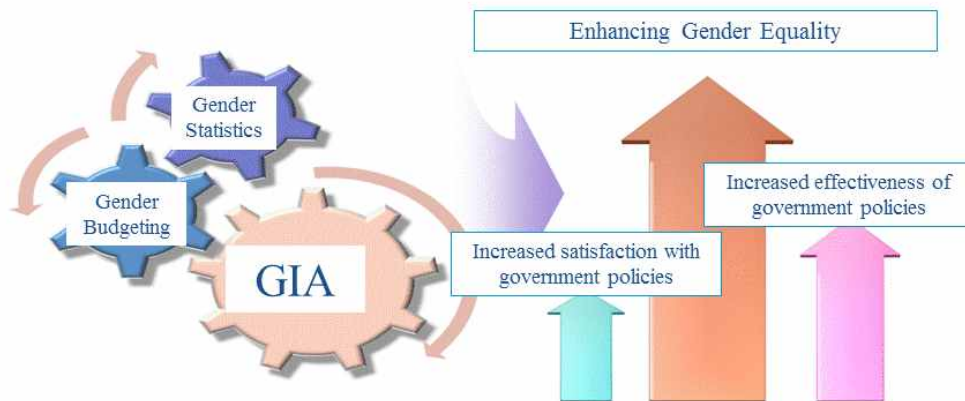 Enhancing Gender Equality
Gender
Statistics
Gender
Budgeting
GIA
Increased effectiveness of
government policies
Increased satisfaction with
government policies